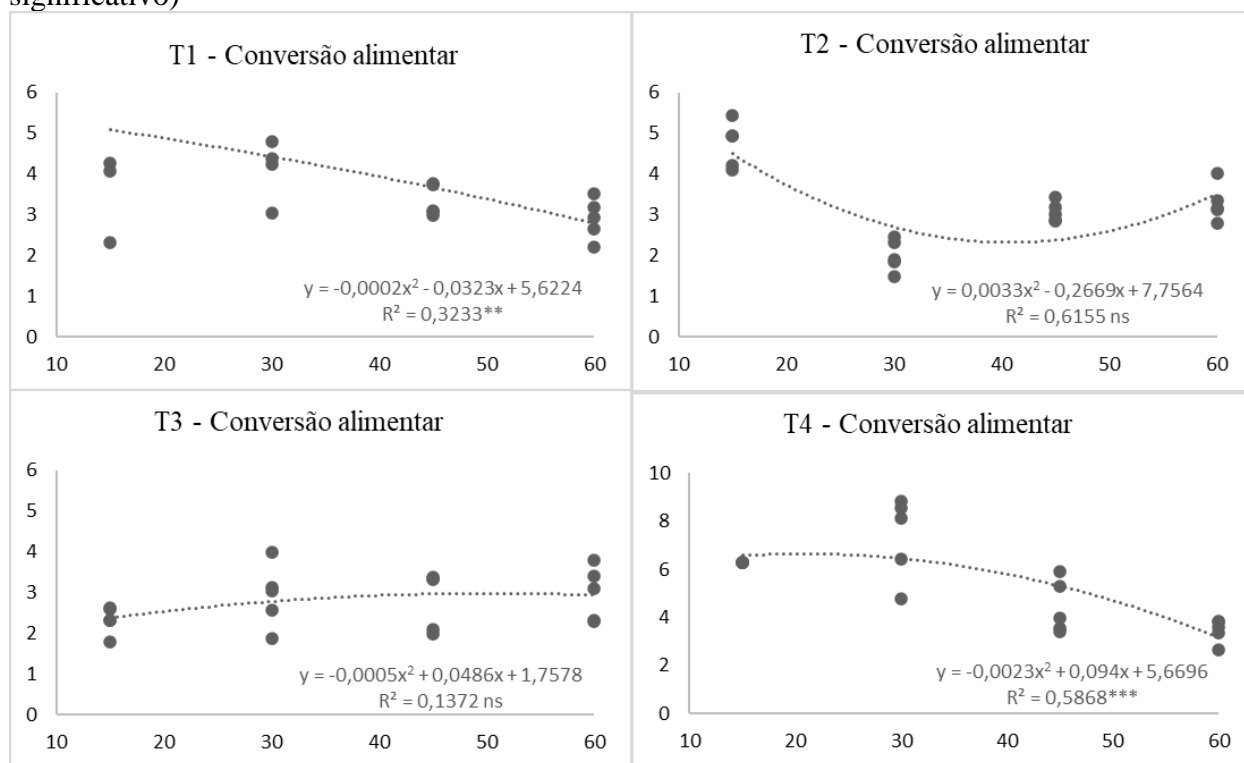 significativo)
T1 - Conversão alimentar
6
5
4
3
2
1
0
10 20 30 40 50 60
y = -0,0002x² - 0,0323x + 5,6224
R² = 0,3233**
T2 - Conversão alimentar
6
5
4
3
2
1
0
10 20 30 40 50 60
y = 0,0033x² - 0,2669x + 7,7564
R² = 0,6155 ns
T3 - Conversão alimentar
6
5
4
3
2
1
0
10 20 30 40 50 60
y = -0,0005x² + 0,0486x + 1,7578
R² = 0,1372 ns
T4 - Conversão alimentar
10
8
6
4
2
0
10 20 30 40 50 60
y = -0,0023x² + 0,094x + 5,6696
R² = 0,5868***